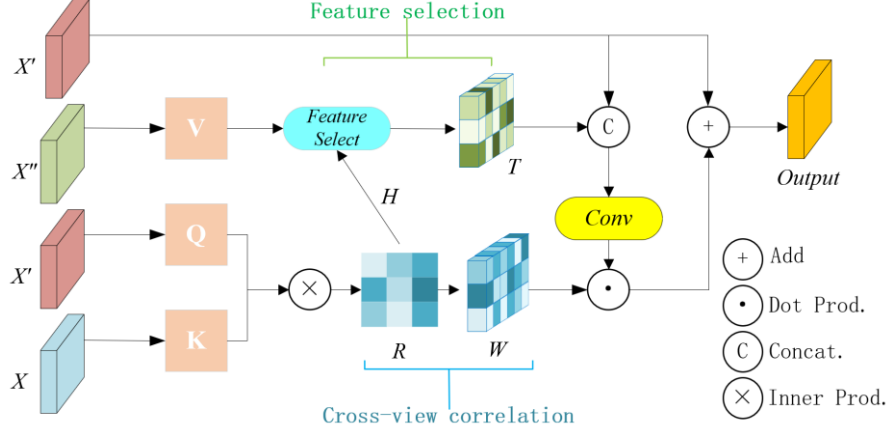 Feature selection
X′
V
Feature
Select
T
C
+
X″
H
Output
Conv
X′
Q
K
×
R
W
•
X
Cross-view correlation
+ Add
• Dot Prod.
C Concat.
× Inner Prod.